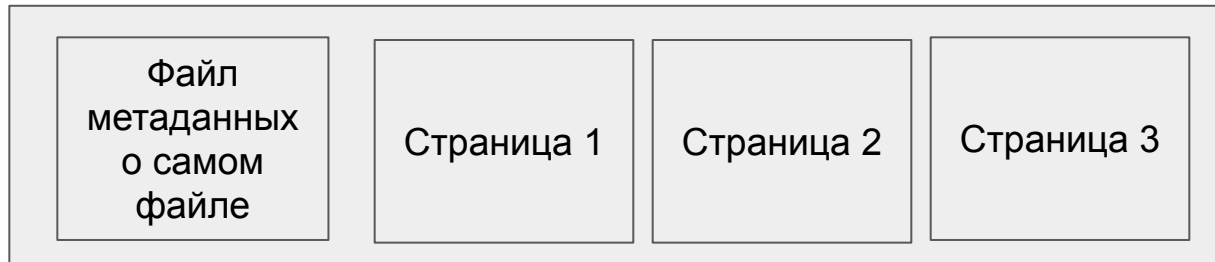 Файл
метаданных
о самом
файле
Страница 1
Страница 2
Страница 3